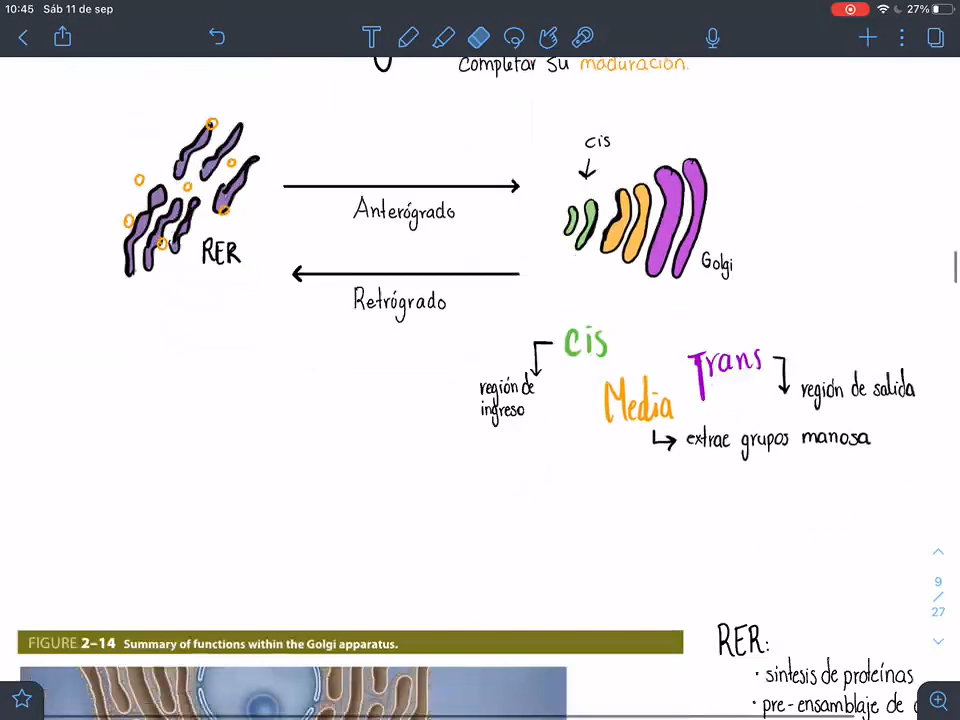 10:45 Sáb 11 de sep
27%
Completar su maduración.
cis
Anterógrado
RER
Golgi
Retrógrado
Cis
Trans
región de
ingreso
región de salida
Media
extrae grupos manosa
9
/
27
FIGURE 2–14 Summary of functions within the Golgi apparatus.
RER:
· síntesis de proteínas
· pre-ensamblaje de